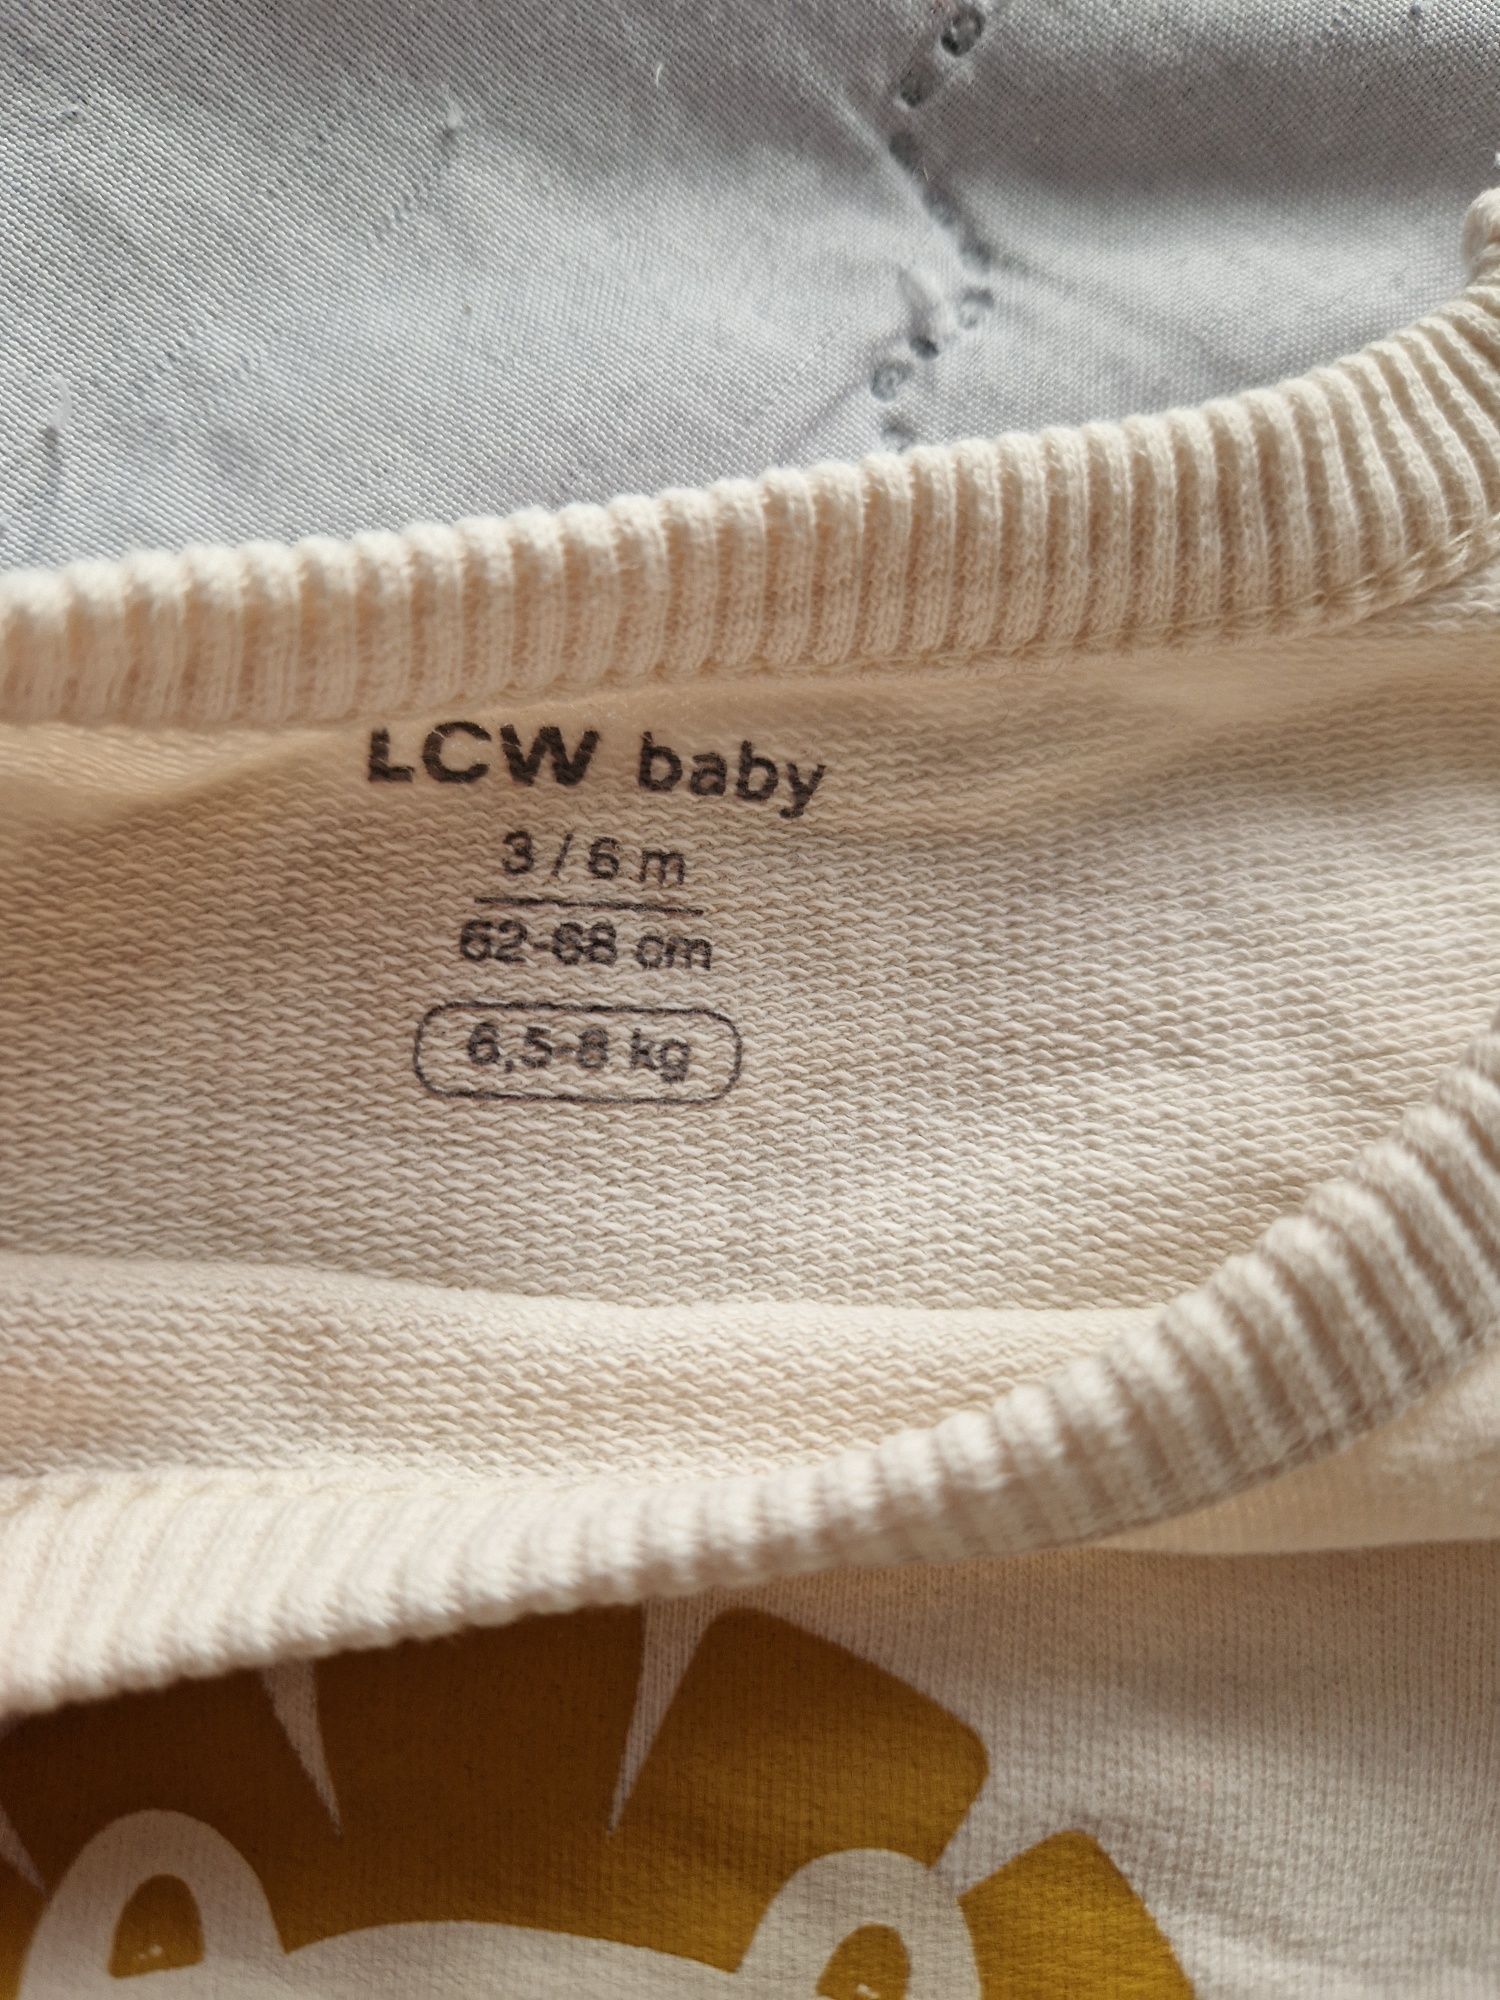 LCW baby
3 / 6 m
62-68 cm
6,5-8 kg